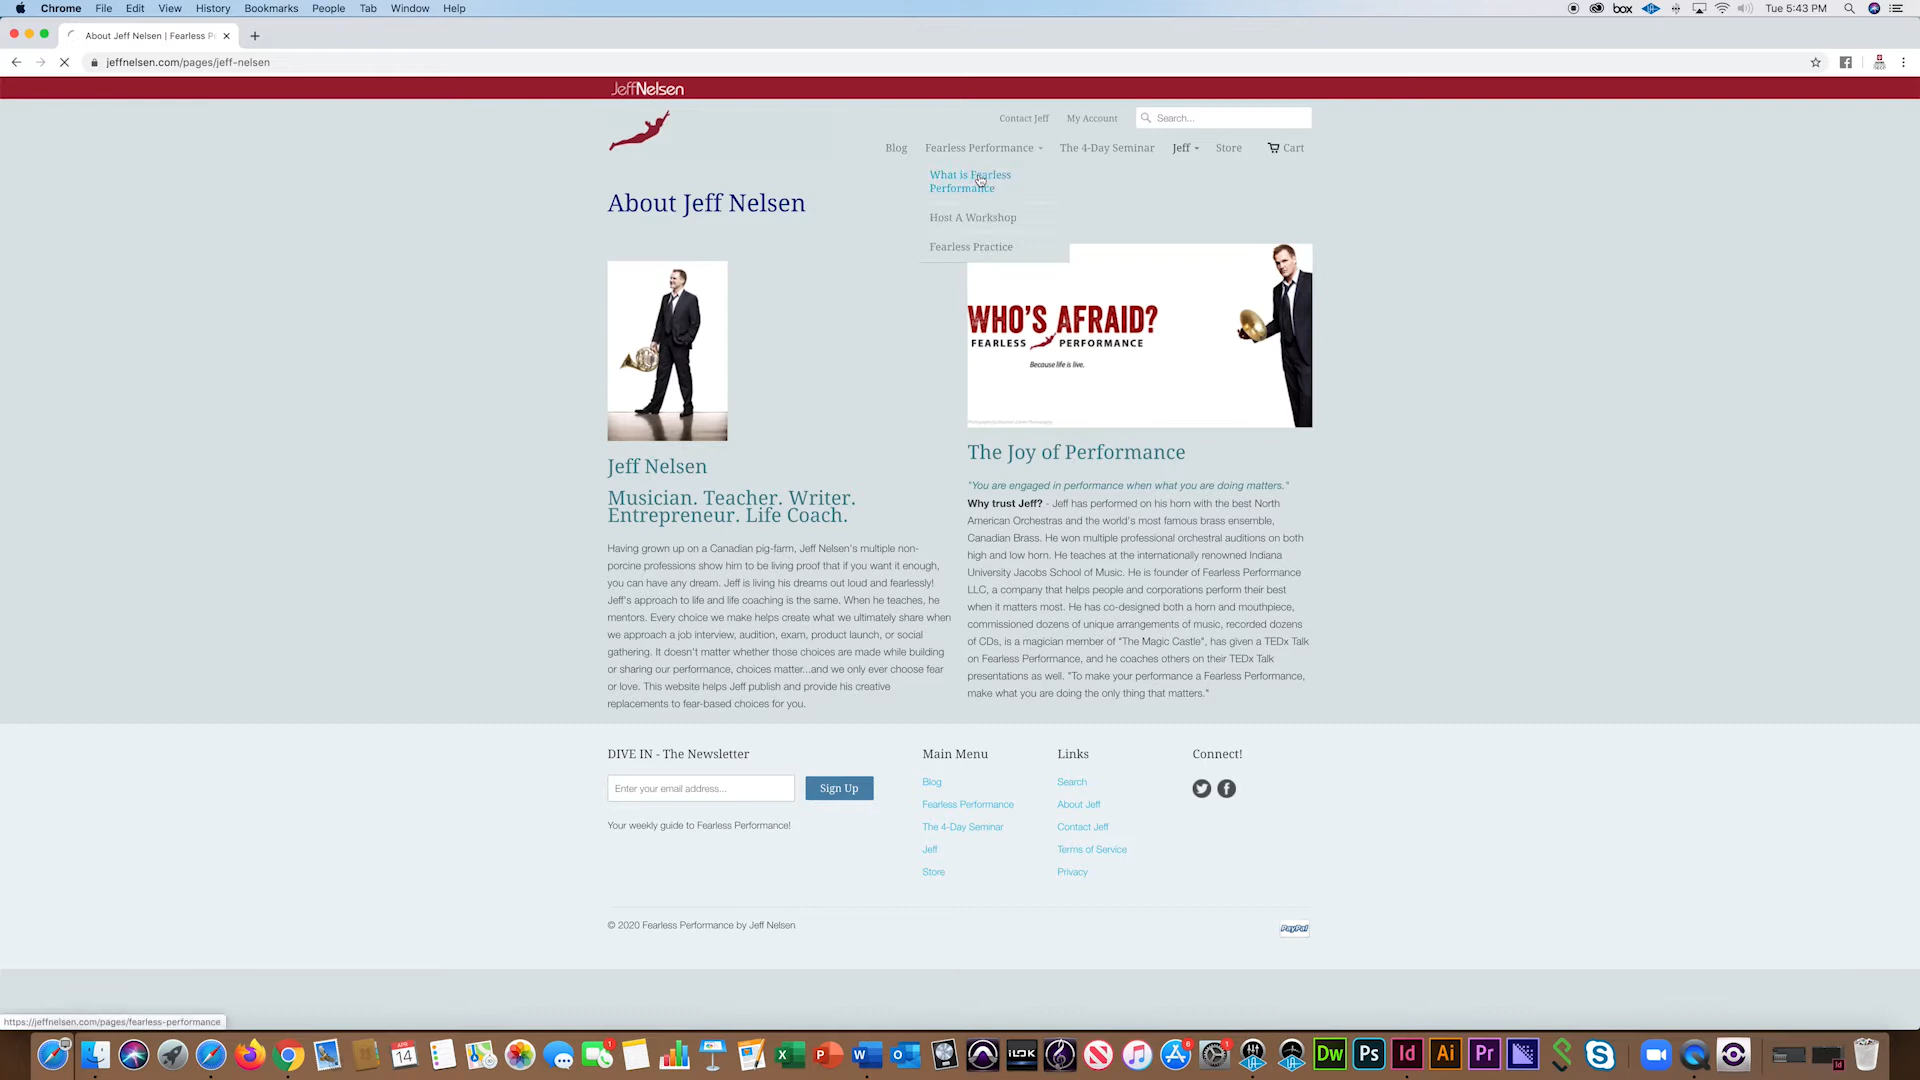 Chrome File Edit View History Bookmarks People Tab Window Help
box Tue 5:43 PM
About Jeff Nelsen | Fearless P
jeffnelsen.com/pages/jeff-nelsen
JeffNelsen
Contact Jeff My Account Search...
Blog Fearless Performance The 4-Day Seminar Jeff Store Cart
What is Fearless
Performance
Host A Workshop
Fearless Practice
About Jeff Nelsen
WHO'S AFRAID?
FEARLESS PERFORMANCE
Because life is live.
Jeff Nelsen
Musician. Teacher. Writer.
Entrepreneur. Life Coach.
Having grown up on a Canadian pig-farm, Jeff Nelsen's multiple non-
porcine professions show him to be living proof that if you want it enough,
you can have any dream. Jeff is living his dreams out loud and fearlessly!
Jeff's approach to life and life coaching is the same. When he teaches, he
mentors. Every choice we make helps create what we ultimately share when
we approach a job interview, audition, exam, product launch, or social
gathering. It doesn't matter whether those choices are made while building
or sharing our performance, choices matter...and we only ever choose fear
or love. This website helps Jeff publish and provide his creative
replacements to fear-based choices for you.
The Joy of Performance
"You are engaged in performance when what you are doing matters."
Why trust Jeff? - Jeff has performed on his horn with the best North
American Orchestras and the world's most famous brass ensemble,
Canadian Brass. He won multiple professional orchestral auditions on both
high and low horn. He teaches at the internationally renowned Indiana
University Jacobs School of Music. He is founder of Fearless Performance
LLC, a company that helps people and corporations perform their best
when it matters most. He has co-designed both a horn and mouthpiece,
commissioned dozens of unique arrangements of music, recorded dozens
of CDs, is a magician member of "The Magic Castle", has given a TEDx Talk
on Fearless Performance, and he coaches others on their TEDx Talk
presentations as well. "To make your performance a Fearless Performance,
make what you are doing the only thing that matters."
DIVE IN - The Newsletter
Enter your email address... Sign Up
Your weekly guide to Fearless Performance!
Main Menu
Blog
Fearless Performance
The 4-Day Seminar
Jeff
Store
Links
Search
About Jeff
Contact Jeff
Terms of Service
Privacy
Connect!
© 2020 Fearless Performance by Jeff Nelsen
PayPal
https://jeffnelsen.com/pages/fearless-performance
APR
14
1
iLOK
6
1
Dw Ps Id Ai Pr